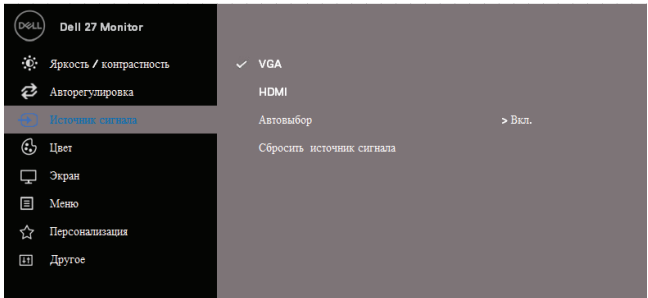 DELL Dell 27 Monitor
Яркость / контрастность
Авторегулировка
Источник сигнала
Цвет
Экран
Меню
Персонализация
Другое
VGA
HDMI
Автовыбор > Вкл.
Сбросить источник сигнала